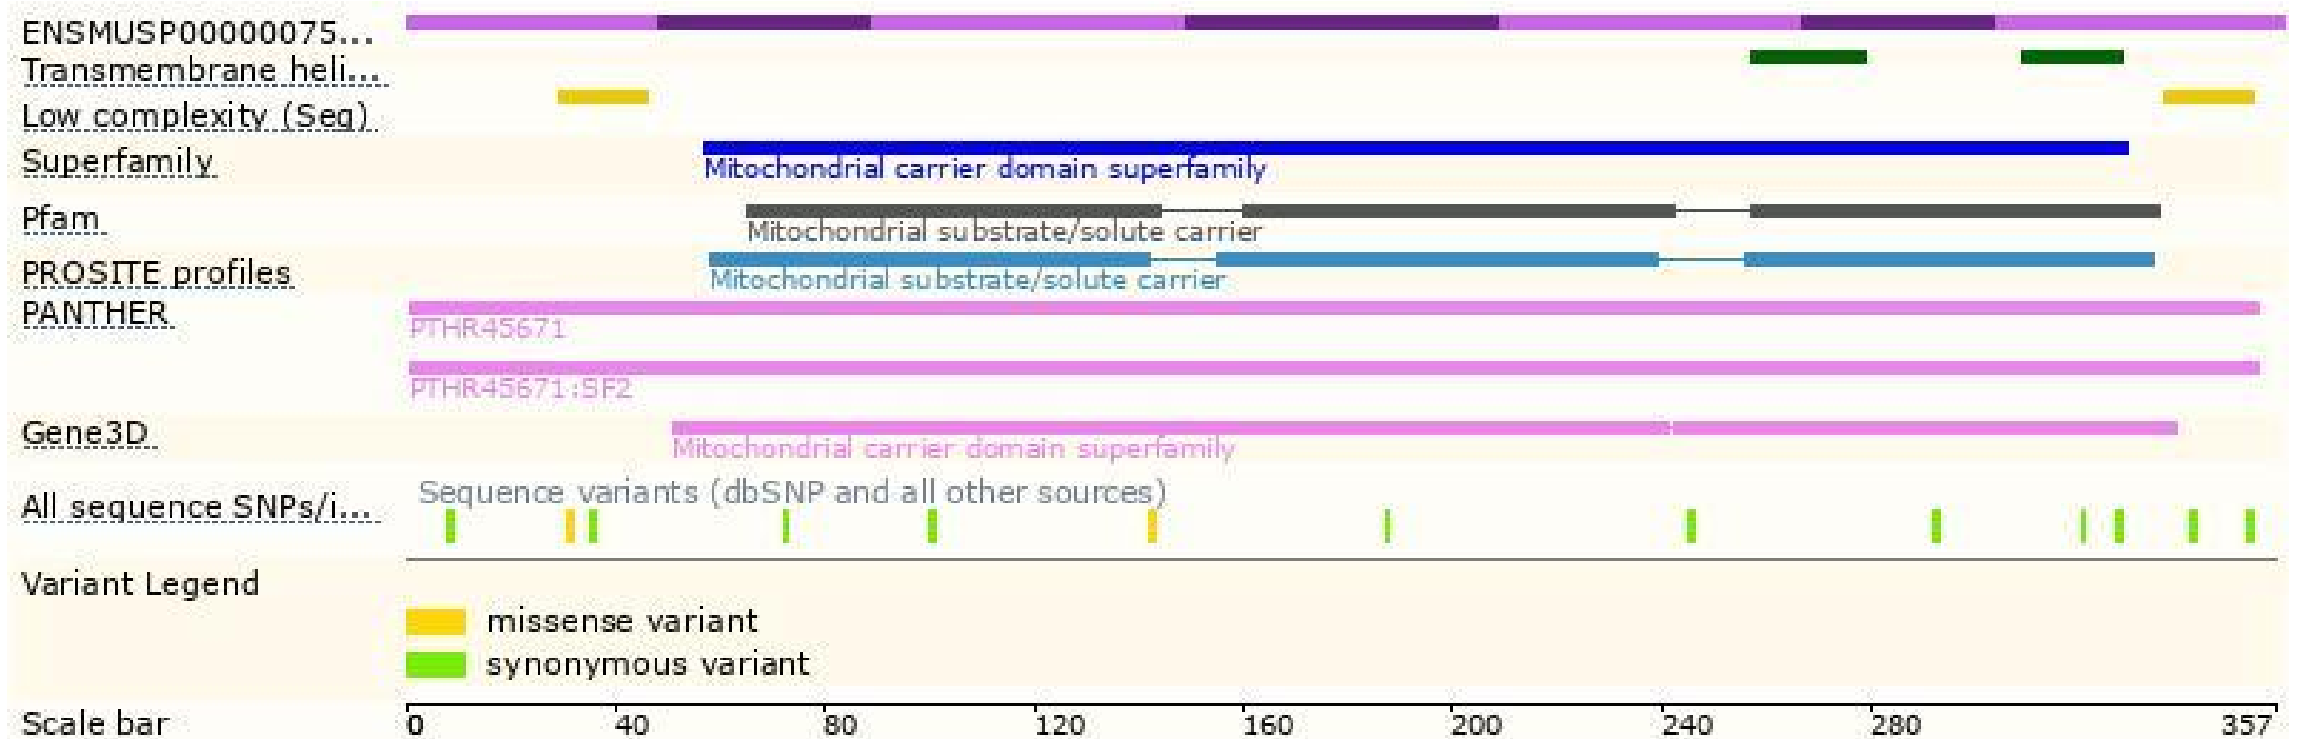 ENSMUSP00000075...
Transmembrane heli...
Low complexity (Seg)
Superfamily
Mitochondrial carrier domain superfamily
Pfam
Mitochondrial substrate/solute carrier
PROSITE profiles
Mitochondrial substrate/solute carrier
PANTHER
PTHR45671
PTHR45671:SF2
Gene3D
Mitochondrial carrier domain superfamily
All sequence SNPs/i...
Sequence variants (dbSNP and all other sources)
Variant Legend
missense variant
synonymous variant
Scale bar
0 40 80 120 160 200 240 280 357